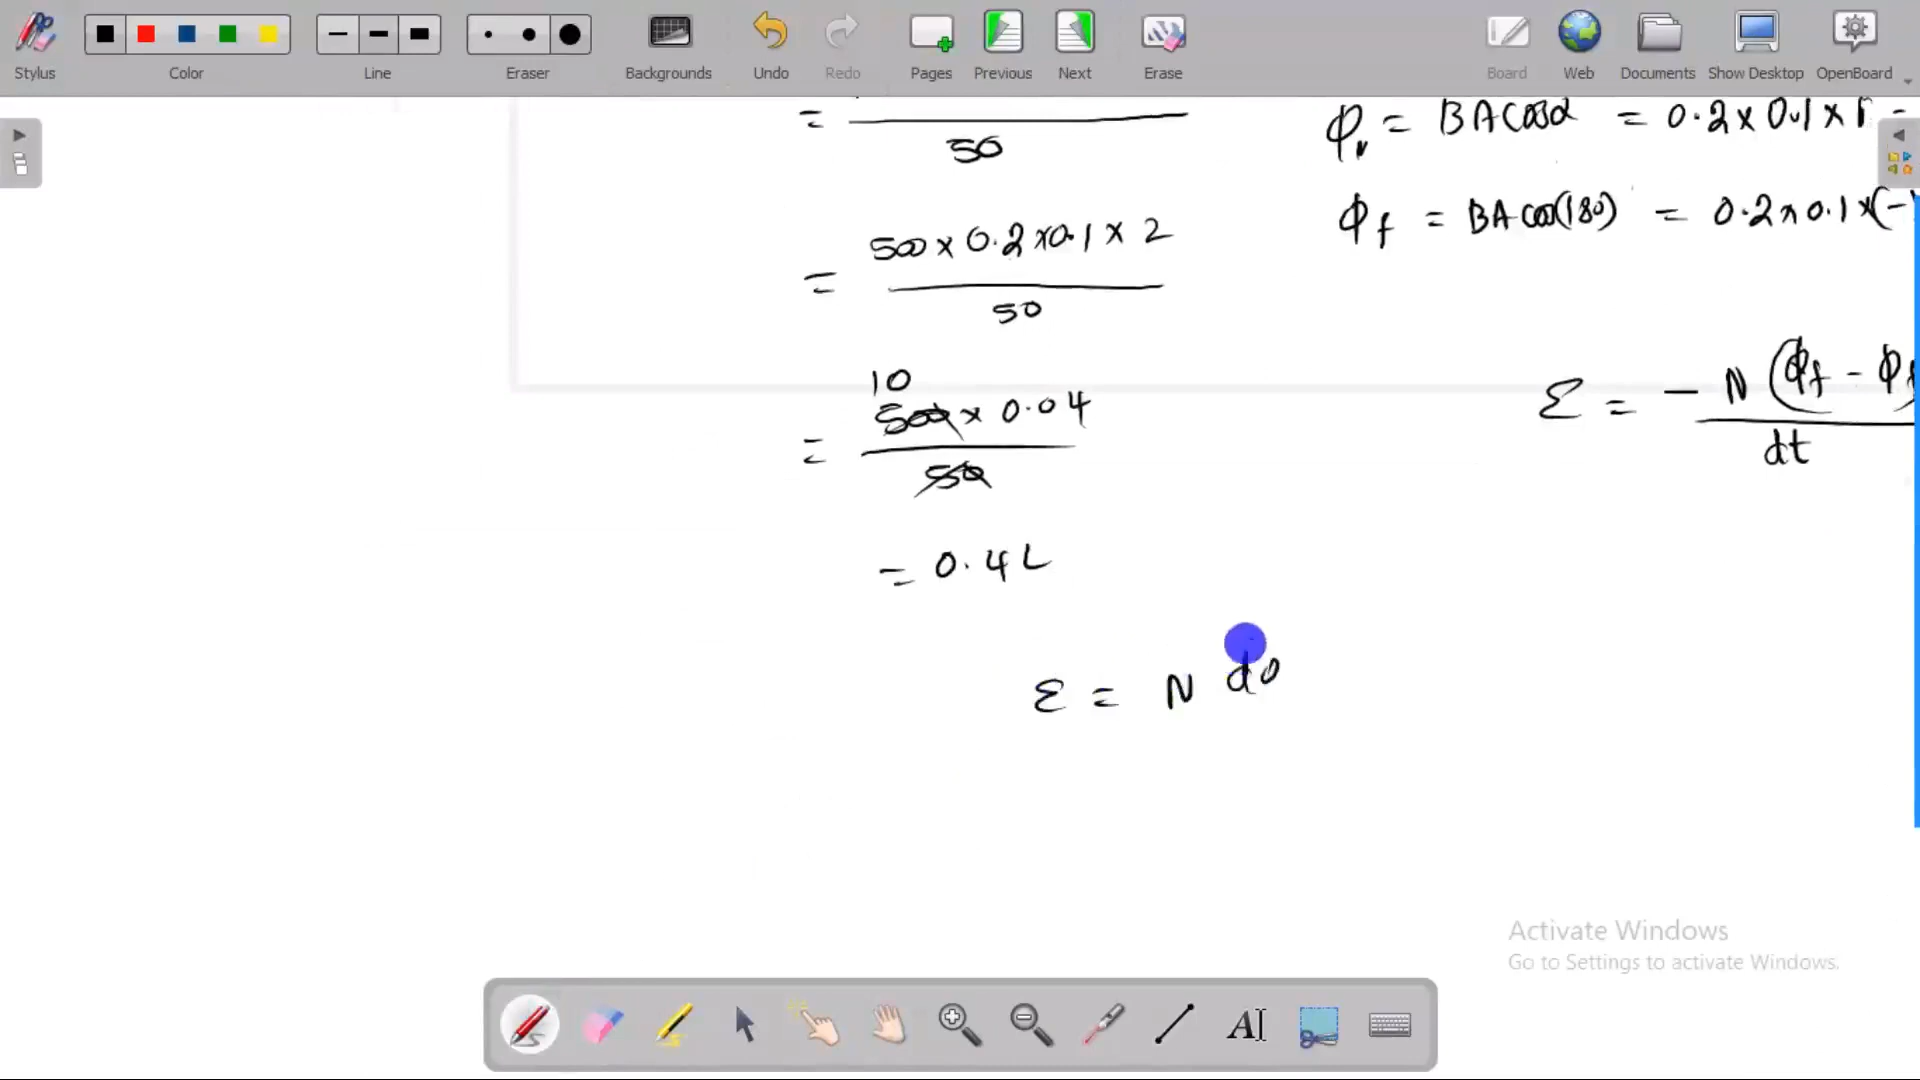 Stylus Color Line Eraser Backgrounds Undo Redo Pages Previous Next Erase Board Web Documents Show Desktop OpenBoard
=
50
= 500 × 0.2 × 0.1 × 2
50
10
= 500 × 0.04
50
= 0.4 L
ε = N dΦ
= BA cos α = 0.2 × 0.1 ×
Φf = BA cos(180) = 0.2 × 0.1 × (-
ε = - N (Φf - Φ
dt
Activate Windows
Go to Settings to activate Windows.